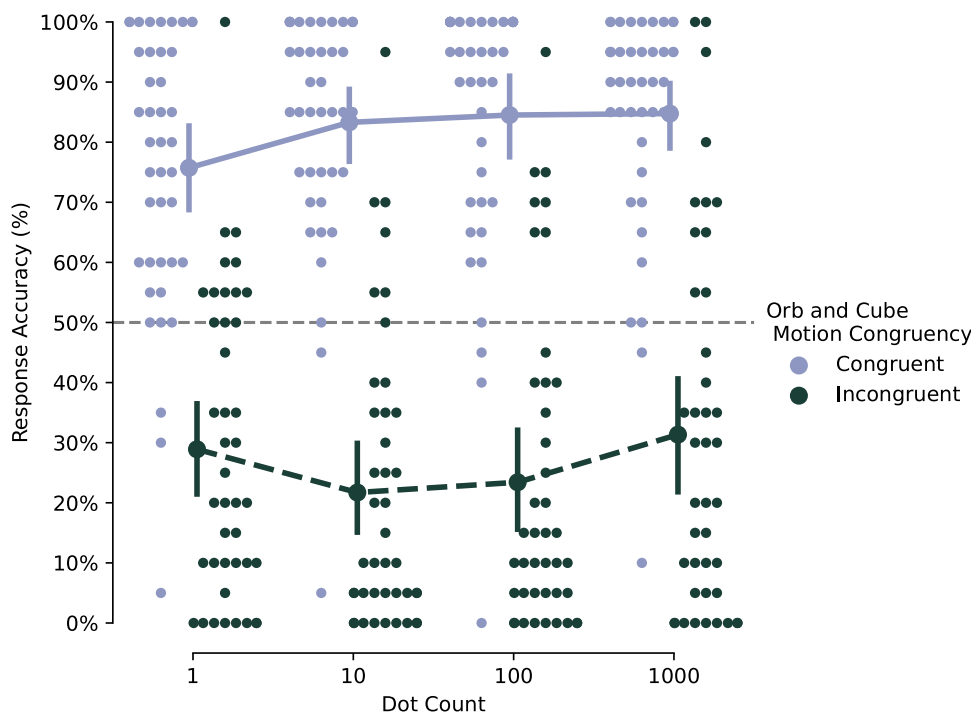 100%
90%
80%
70%
60%
50%
40%
30%
20%
10%
0%
Response Accuracy (%)
1
10
100
1000
Dot Count
Orb and Cube
Motion Congruency
Congruent
Incongruent